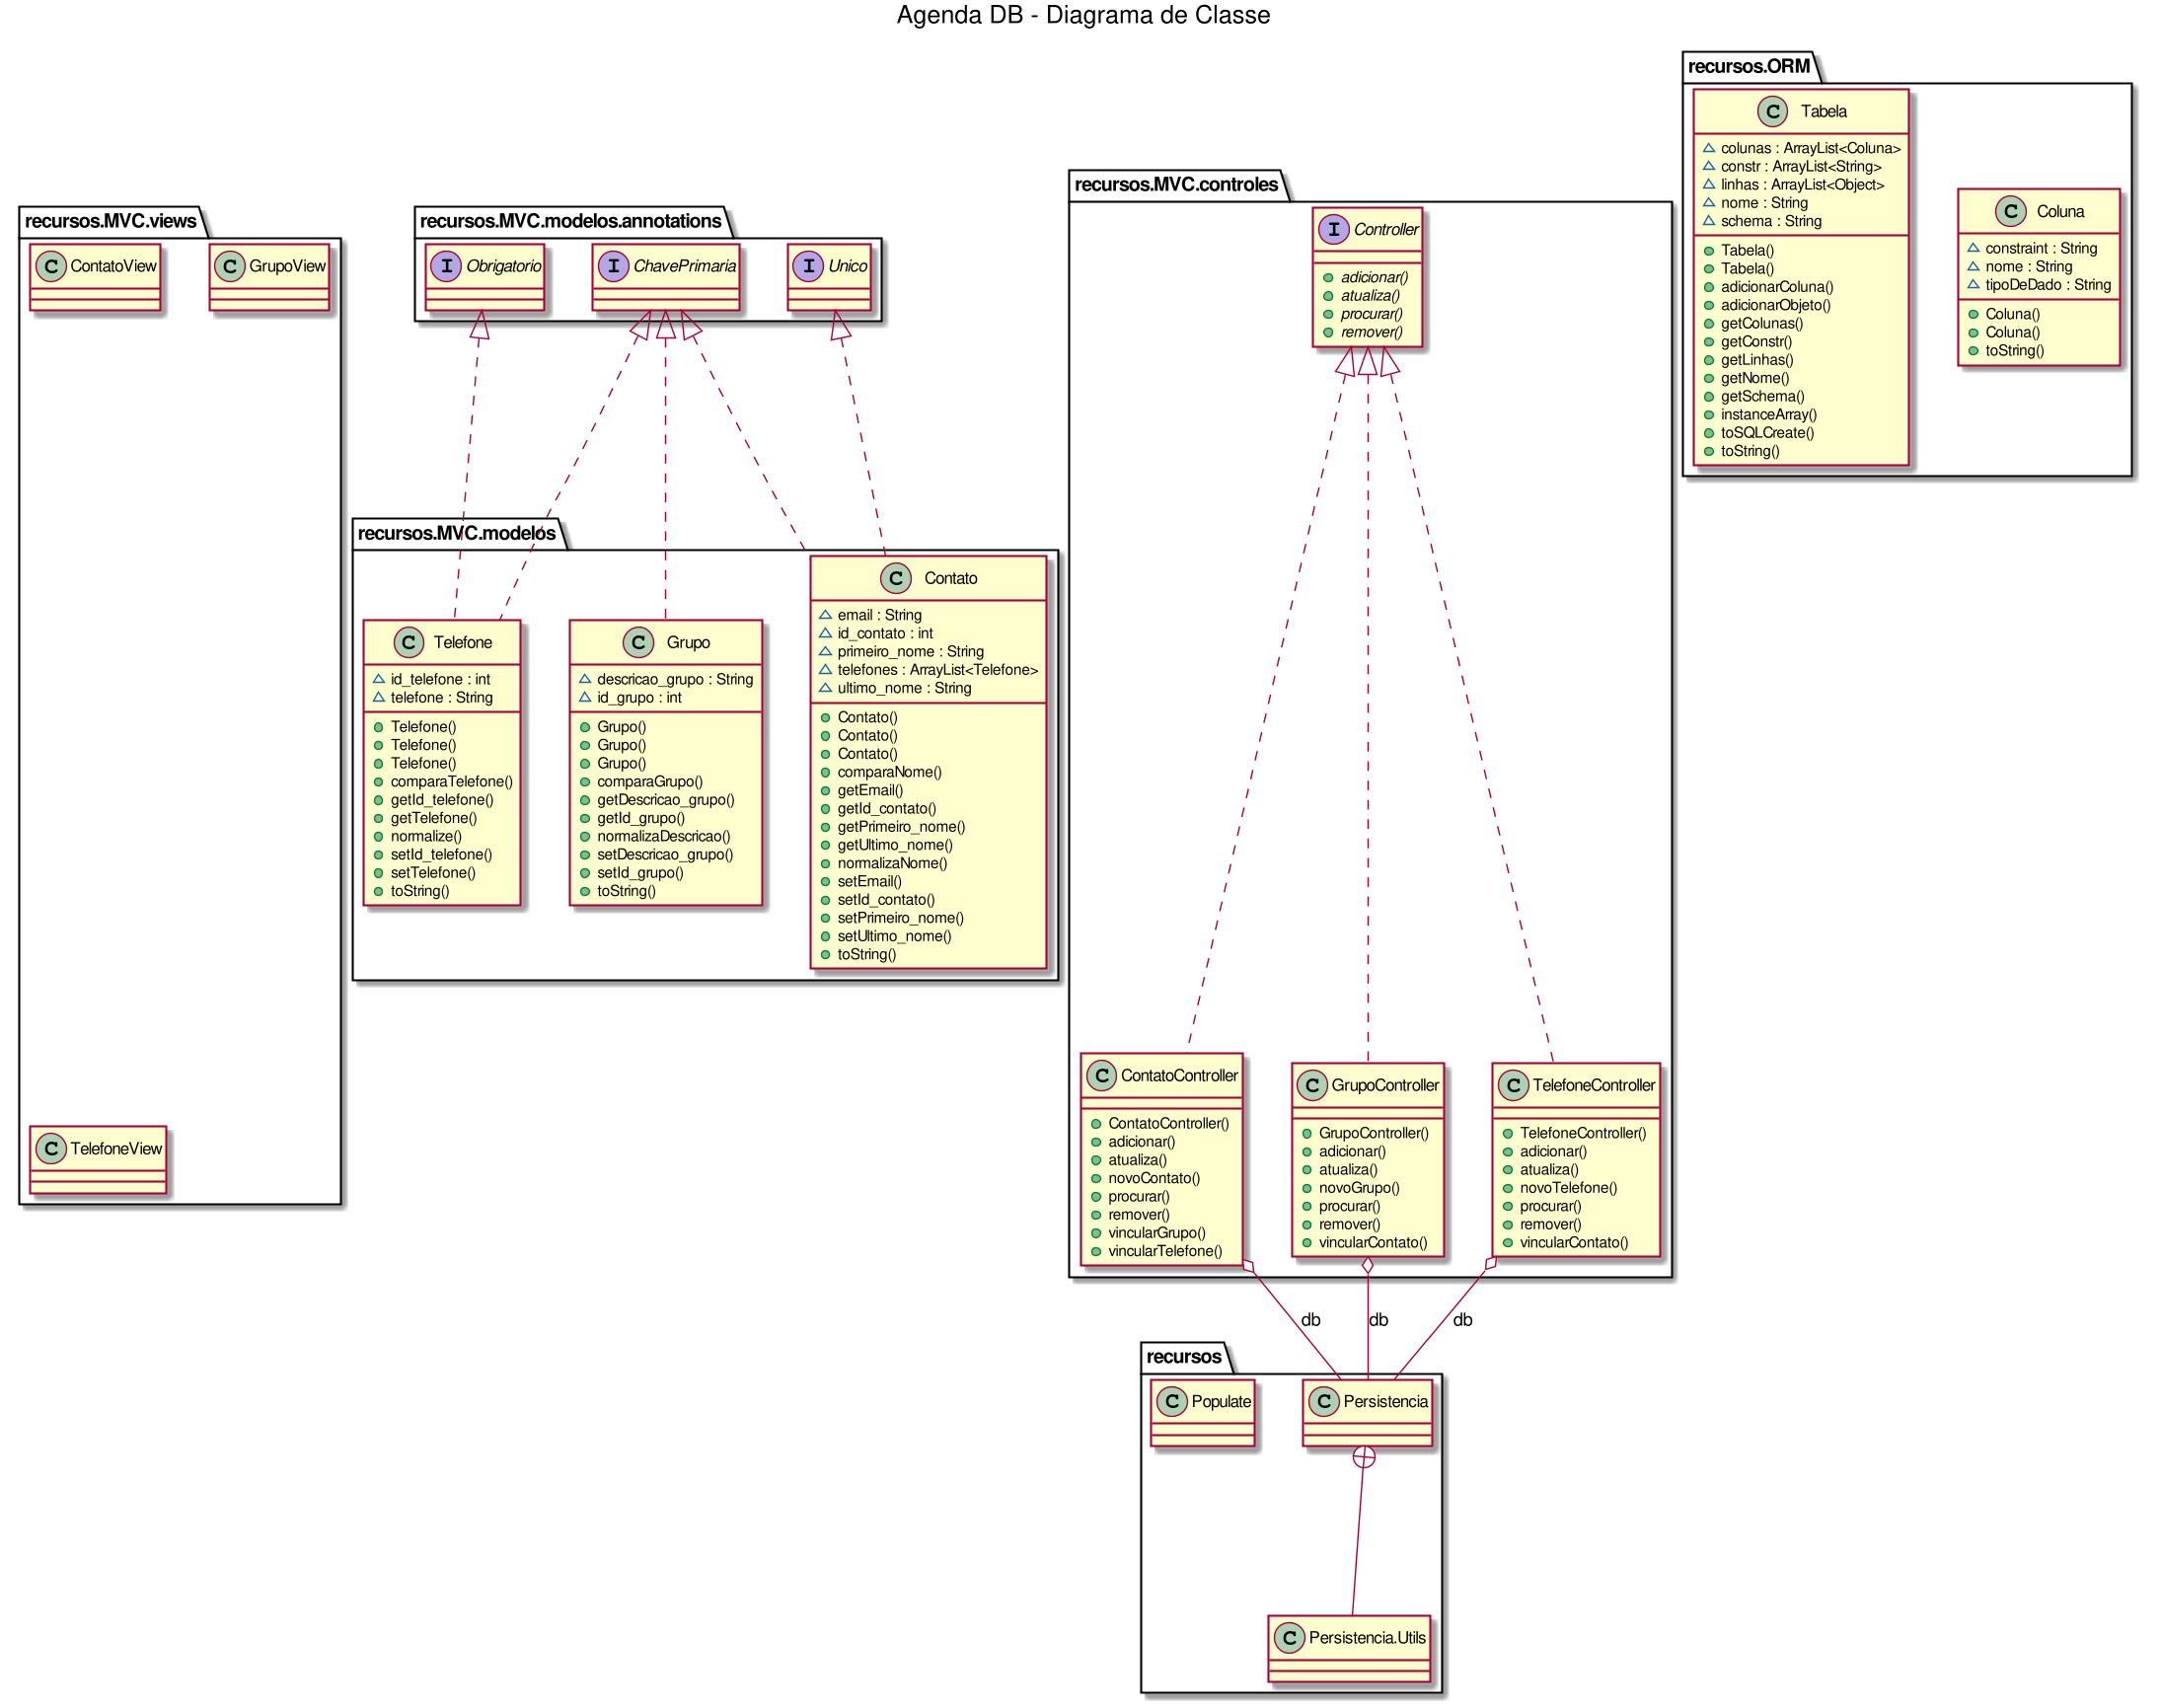 Agenda DB - Diagrama de Classe
recursos.MVC.views
C ContatoView
C GrupoView
C TelefoneView
recursos.MVC.modelos.annotations
I Obrigatorio
I ChavePrimaria
I Unico
recursos.MVC.modelos
C Telefone
id_telefone : int
telefone : String
Telefone()
Telefone()
Telefone()
comparaTelefone()
getId_telefone()
getTelefone()
normalize()
setId_telefone()
setTelefone()
toString()
C Grupo
descricao_grupo : String
id_grupo : int
Grupo()
Grupo()
Grupo()
comparaGrupo()
getDescricao_grupo()
getId_grupo()
normalizaDescricao()
setDescricao_grupo()
setId_grupo()
toString()
C Contato
email : String
id_contato : int
primeiro_nome : String
telefones : ArrayList<Telefone>
ultimo_nome : String
Contato()
Contato()
Contato()
comparaNome()
getEmail()
getId_contato()
getPrimeiro_nome()
getUltimo_nome()
normalizaNome()
setEmail()
setId_contato()
setPrimeiro_nome()
setUltimo_nome()
toString()
recursos.MVC.controles
I Controller
adicionar()
atualiza()
procurar()
remover()
C ContatoController
ContatoController()
adicionar()
atualiza()
novoContato()
procurar()
remover()
vincularGrupo()
vincularTelefone()
C GrupoController
GrupoController()
adicionar()
atualiza()
novoGrupo()
procurar()
remover()
vincularContato()
C TelefoneController
TelefoneController()
adicionar()
atualiza()
novoTelefone()
procurar()
remover()
vincularContato()
recursos.ORM
C Tabela
colunas : ArrayList<Coluna>
constr : ArrayList<String>
linhas : ArrayList<Object>
nome : String
schema : String
Tabela()
Tabela()
adicionarColuna()
adicionarObjeto()
getColunas()
getConstr()
getLinhas()
getNome()
getSchema()
instanceArray()
toSQLCreate()
toString()
C Coluna
constraint : String
nome : String
tipoDeDado : String
Coluna()
Coluna()
toString()
db
db
db
recursos
C Populate
C Persistencia
C Persistencia.Utils